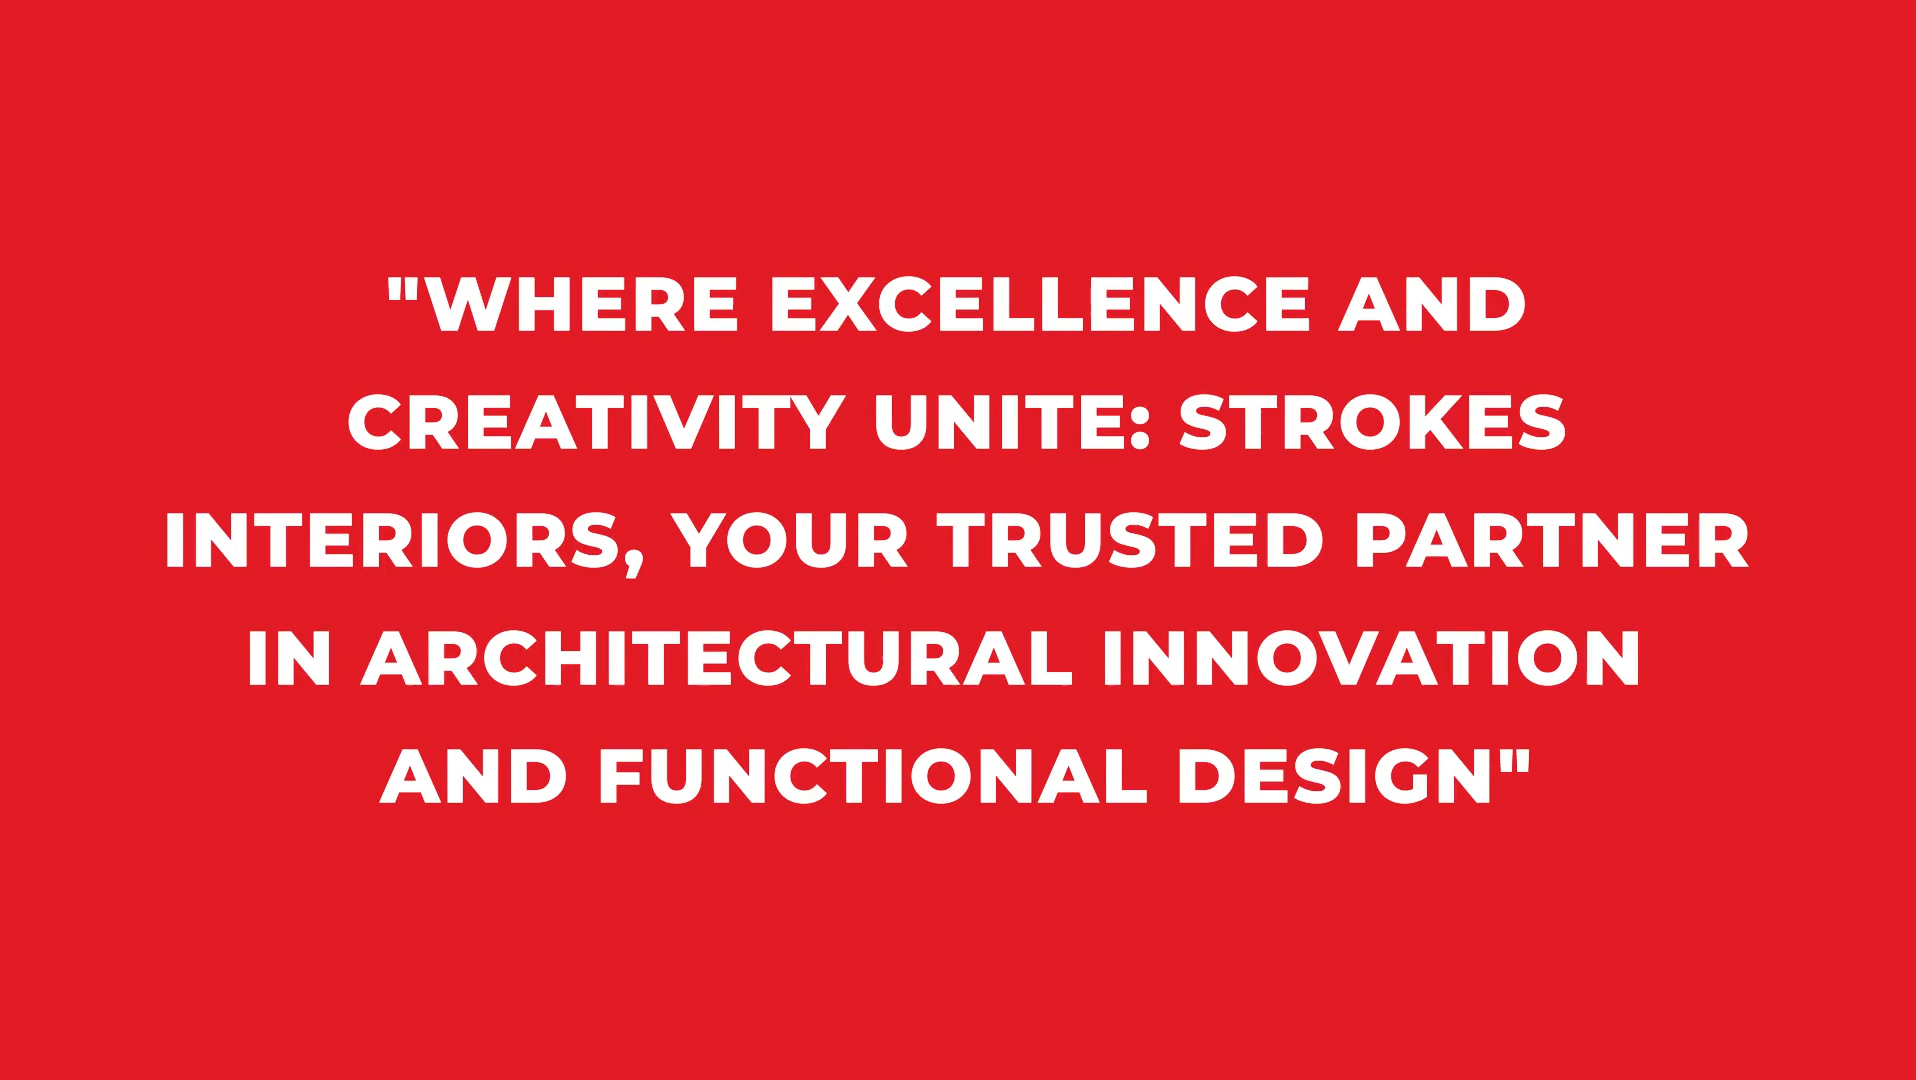 "WHERE EXCELLENCE AND
CREATIVITY UNITE: STROKES
INTERIORS, YOUR TRUSTED PARTNER
IN ARCHITECTURAL INNOVATION
AND FUNCTIONAL DESIGN"